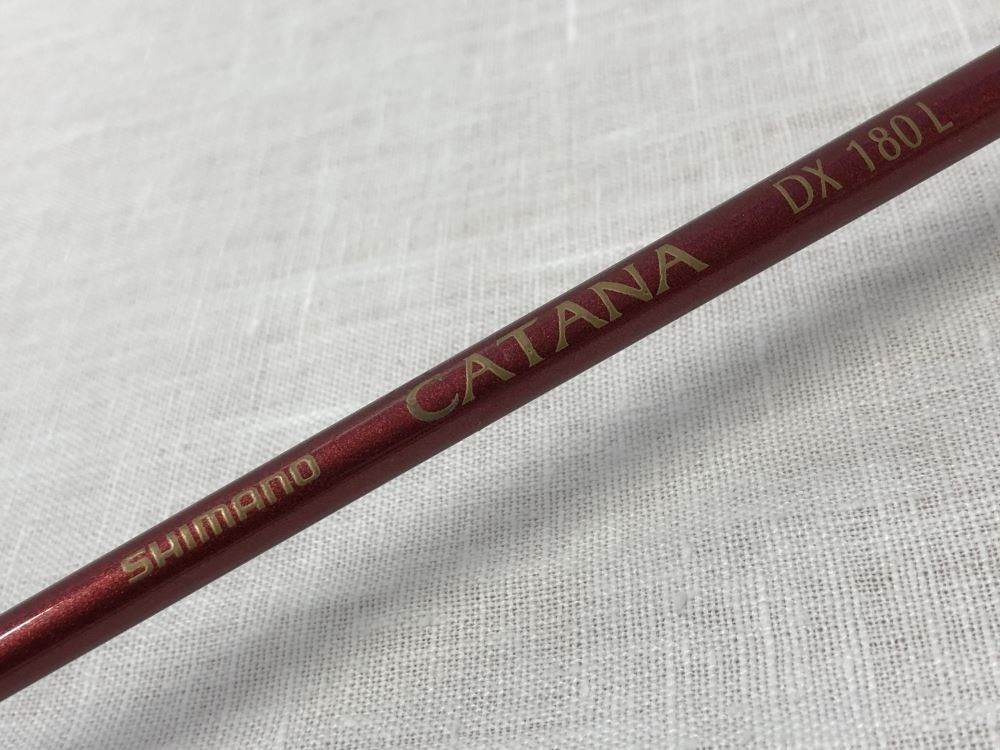 SHIMANO CATANA DX 180 L